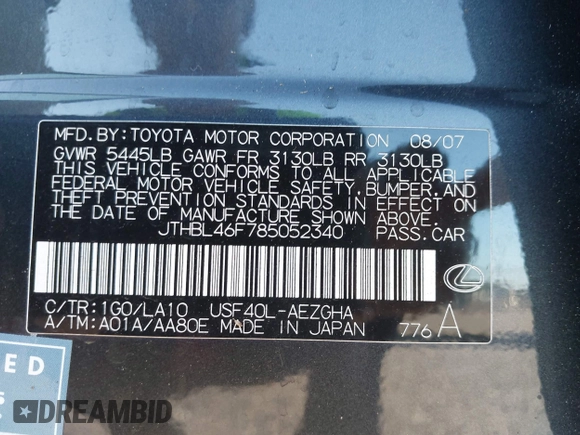 MFD.BY:TOYOTA MOTOR CORPORATION 08/07
GVWR 5445LB GAWR FR 3130LB RR 3130LB
THIS VEHICLE CONFORMS TO ALL APPLICABLE
FEDERAL MOTOR VEHICLE SAFETY,BUMPER,AND
THEFT PREVENTION STANDARDS IN EFFECT ON
THE DATE OF MANUFACTURE SHOWN ABOVE.
JTHBL46F785052340 PASS.CAR
C/TR:1G0/LA10 USF40L-AEZGHA
A/TM:A01A/AA80E MADE IN JAPAN 776A
DREAMBID